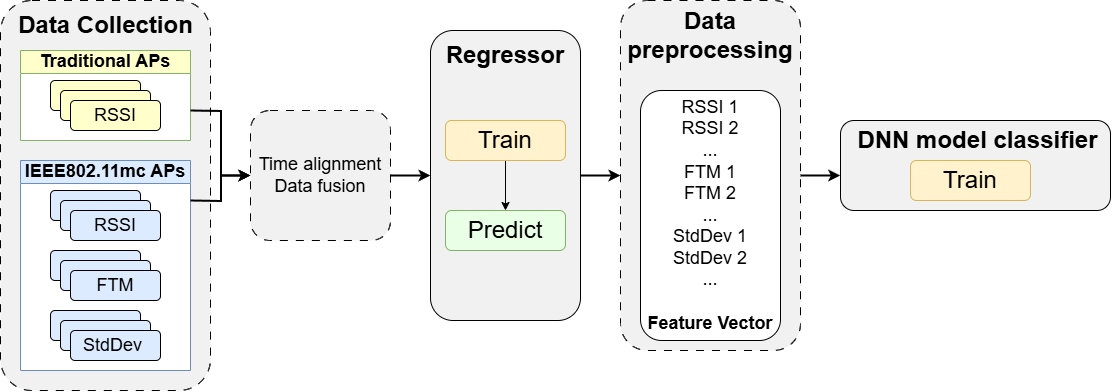 Data Collection
Traditional APs
RSSI
IEEE802.11mc APs
RSSI
FTM
StdDev
Time alignment
Data fusion
Regressor
Train
Predict
Data
preprocessing
RSSI 1
RSSI 2
...
FTM 1
FTM 2
...
StdDev 1
StdDev 2
...
Feature Vector
DNN model classifier
Train